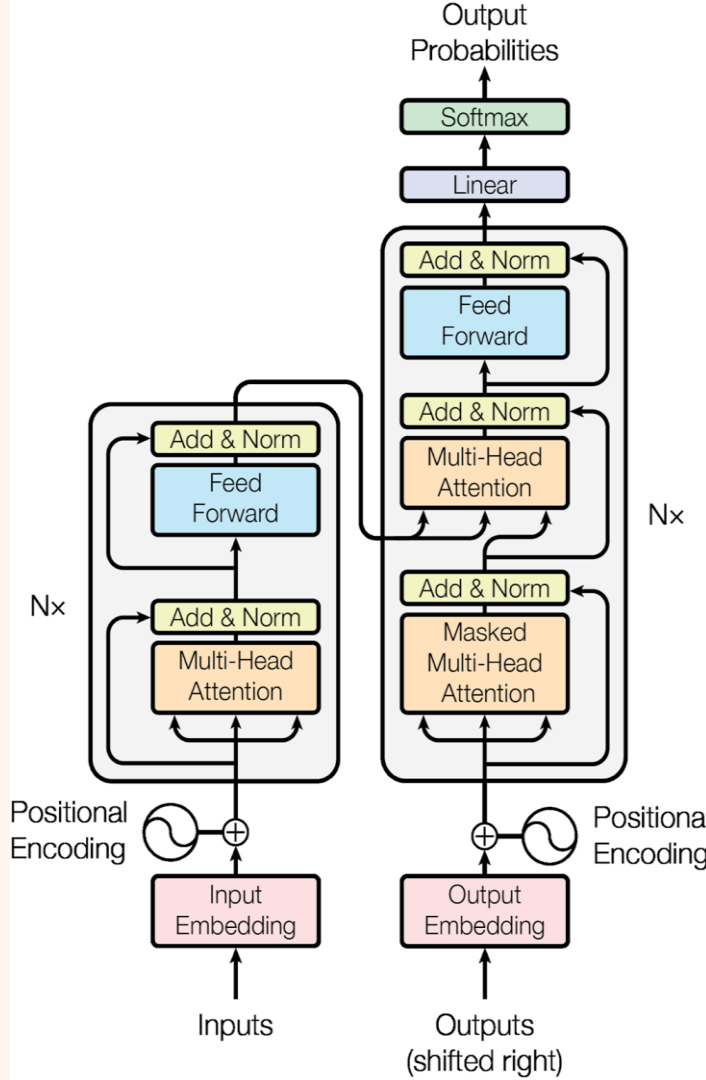 Output
Probabilities
Softmax
Linear
Add & Norm
Feed
Forward
Add & Norm
Multi-Head
Attention
Add & Norm
Masked
Multi-Head
Attention
Nx
Add & Norm
Feed
Forward
Add & Norm
Multi-Head
Attention
Nx
Positional
Encoding
Positional
Encoding
Input
Embedding
Output
Embedding
Inputs
Outputs
(shifted right)